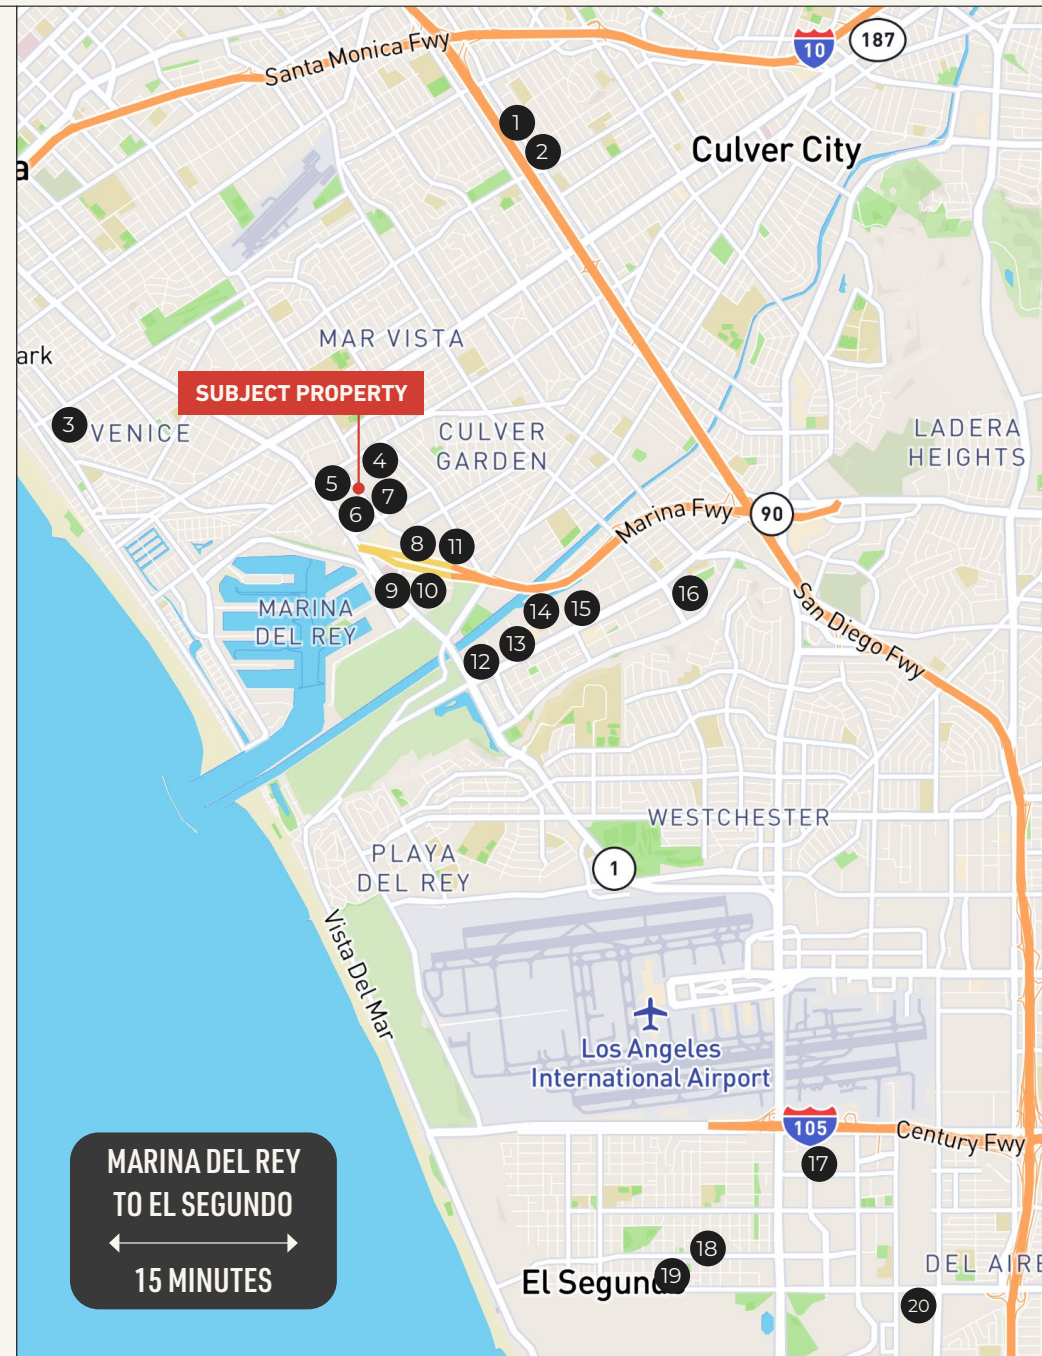 Santa Monica Fwy
10
187
1
2
Culver City
a
MAR VISTA
ark
SUBJECT PROPERTY
3
VENICE
CULVER
GARDEN
LADERA
HEIGHTS
4
5
7
6
Marina Fwy
90
8
11
9
10
MARINA
DEL REY
14
15
16
San Diego Fwy
13
12
WESTCHESTER
PLAYA
DEL REY
1
Vista Del Mar
Los Angeles
International Airport
105
Century Fwy
17
MARINA DEL REY
TO EL SEGUNDO
15 MINUTES
18
El Segundo
19
DEL AIRE
20